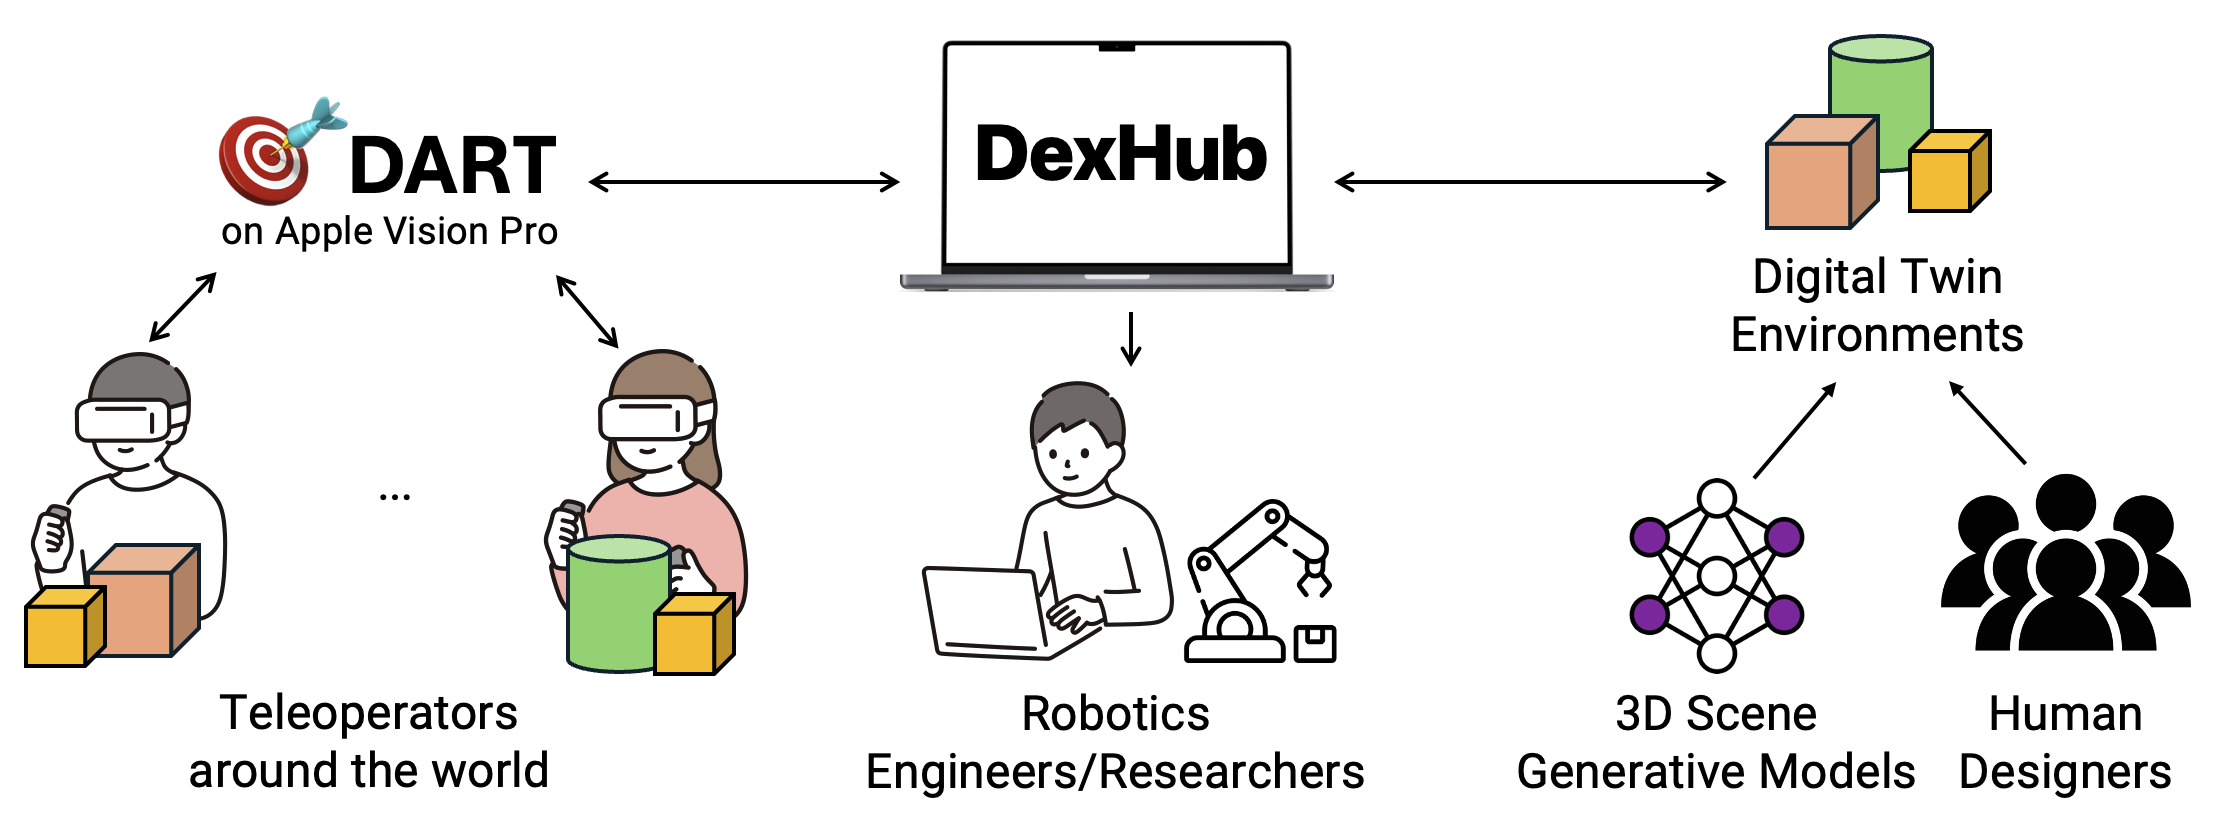 DART
on Apple Vision Pro
DexHub
Digital Twin
Environments
...
Teleoperators
around the world
Robotics
Engineers/Researchers
3D Scene
Generative Models
Human
Designers